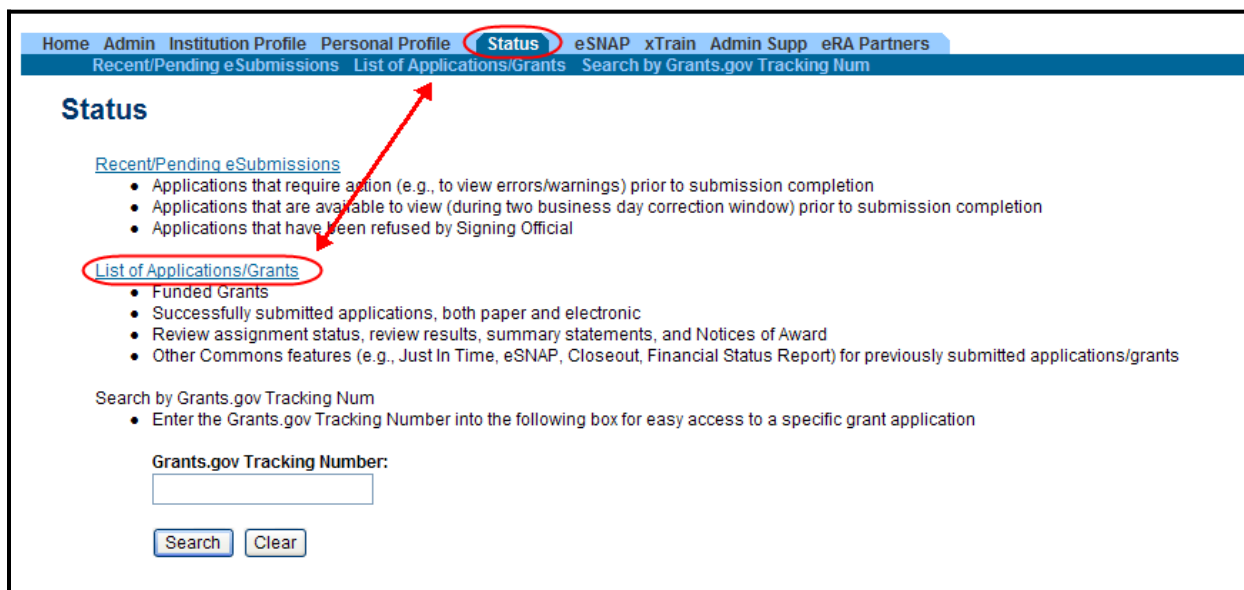 Home Admin Institution Profile Personal Profile Status eSNAP xTrain Admin Supp eRA Partners
Recent/Pending eSubmissions List of Applications/Grants Search by Grants.gov Tracking Num
Status
Recent/Pending eSubmissions
• Applications that require action (e.g., to view errors/warnings) prior to submission completion
• Applications that are available to view (during two business day correction window) prior to submission completion
• Applications that have been refused by Signing Official
List of Applications/Grants
• Funded Grants
• Successfully submitted applications, both paper and electronic
• Review assignment status, review results, summary statements, and Notices of Award
• Other Commons features (e.g., Just In Time, eSNAP, Closeout, Financial Status Report) for previously submitted applications/grants
Search by Grants.gov Tracking Num
• Enter the Grants.gov Tracking Number into the following box for easy access to a specific grant application
Grants.gov Tracking Number:
Search Clear